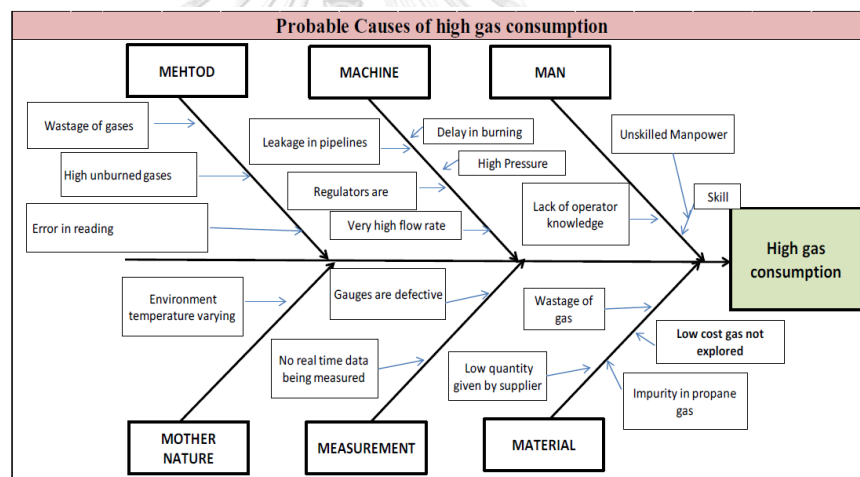 Probable Causes of high gas consumption
MEHTOD
MACHINE
MAN
Wastage of gases
Leakage in pipelines
Delay in burning
Unskilled Manpower
High unburned gases
High Pressure
Regulators are
Lack of operator
knowledge
Skill
Error in reading
Very high flow rate
High gas
consumption
Environment
temperature varying
Gauges are defective
Wastage of
gas
Low cost gas not
explored
No real time data
being measured
Low quantity
given by supplier
Impurity in propane
gas
MOTHER
NATURE
MEASUREMENT
MATERIAL